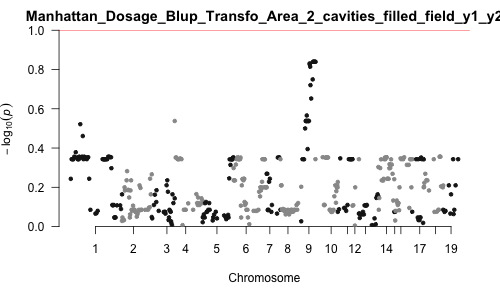 Manhattan_Dosage_Blup_Transfo_Area_2_cavities_filled_field_y1_y2
1.0
0.8
0.6
0.4
0.2
0.0
− log10(p)
1 2 3 4 5 6 7 8 9 10 12 14 17 19
Chromosome